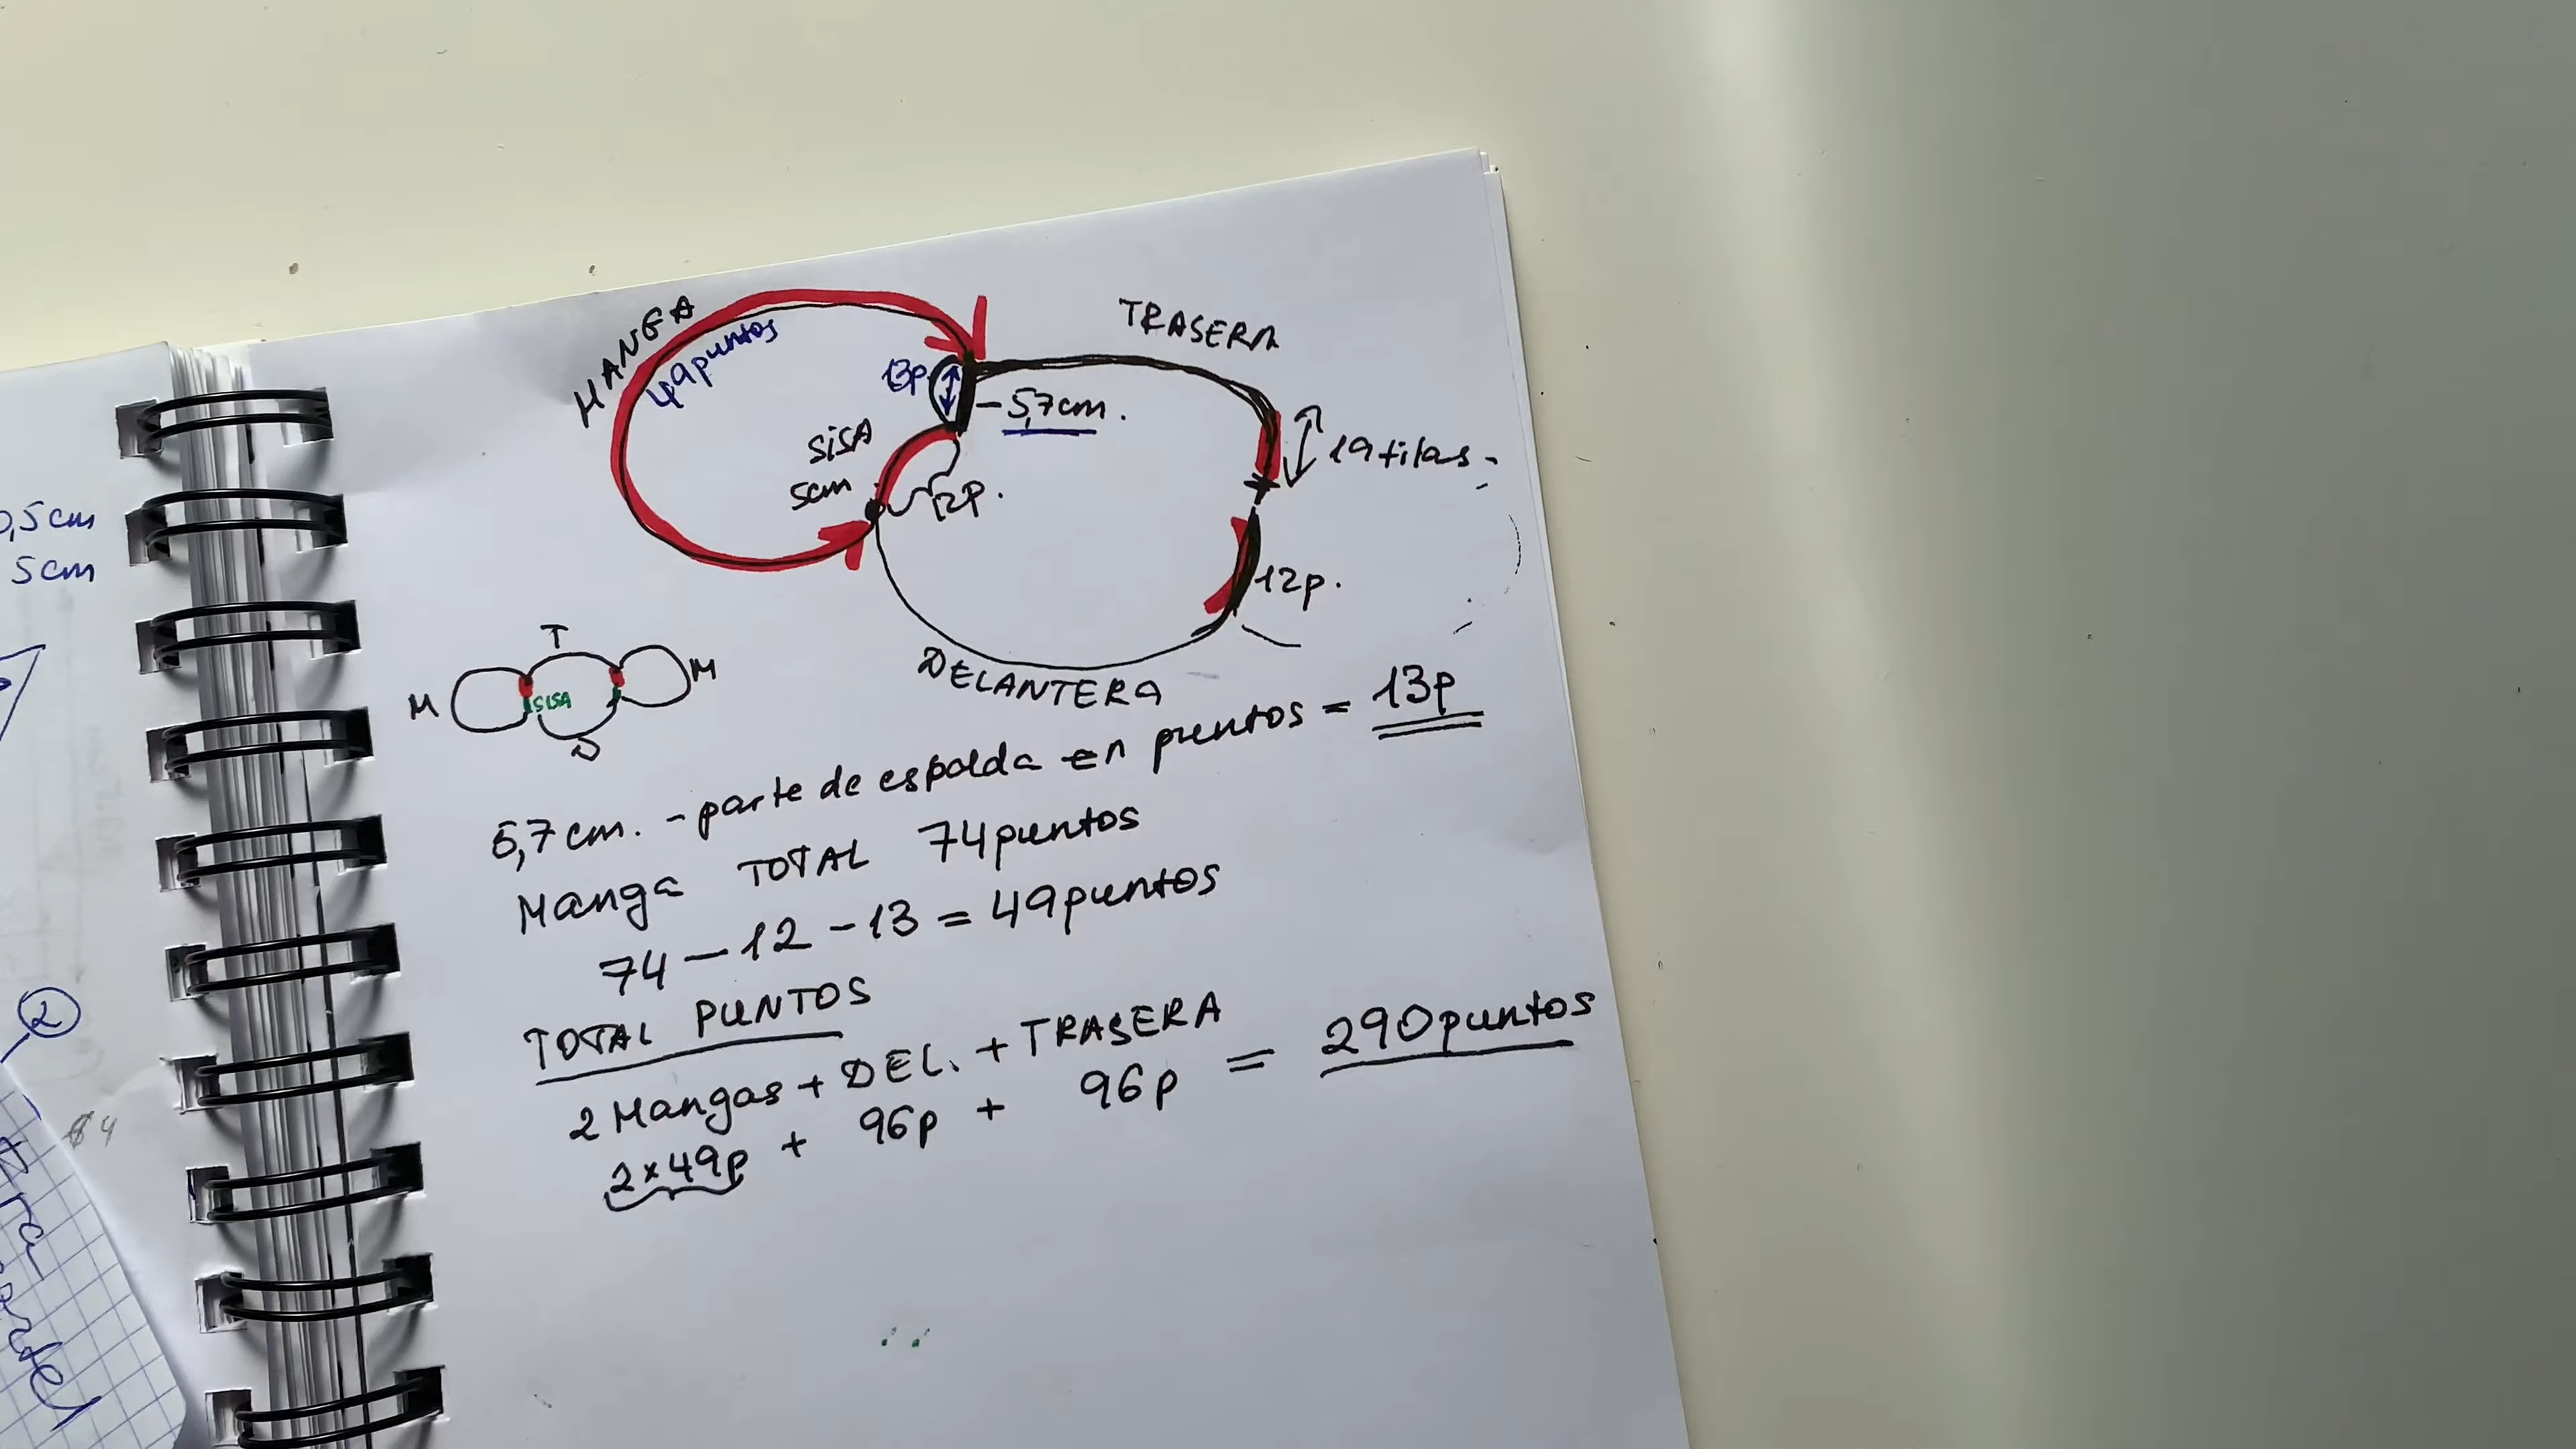 0,5cm
5cm
2
MANGA
49puntos
TRASERA
13p.
- 5,7cm.
SiSA
5cm
12p.
19filas.
12p.
DELANTERA
T
M
SiSA
M
D
5,7cm. - parte de espalda en puntos = 13p
Manga TOTAL 74puntos
74 - 12 - 13 = 49puntos
TOTAL PUNTOS
2 Mangas + DEL. + TRASERA
2 x 49p + 96p + 96p = 290puntos